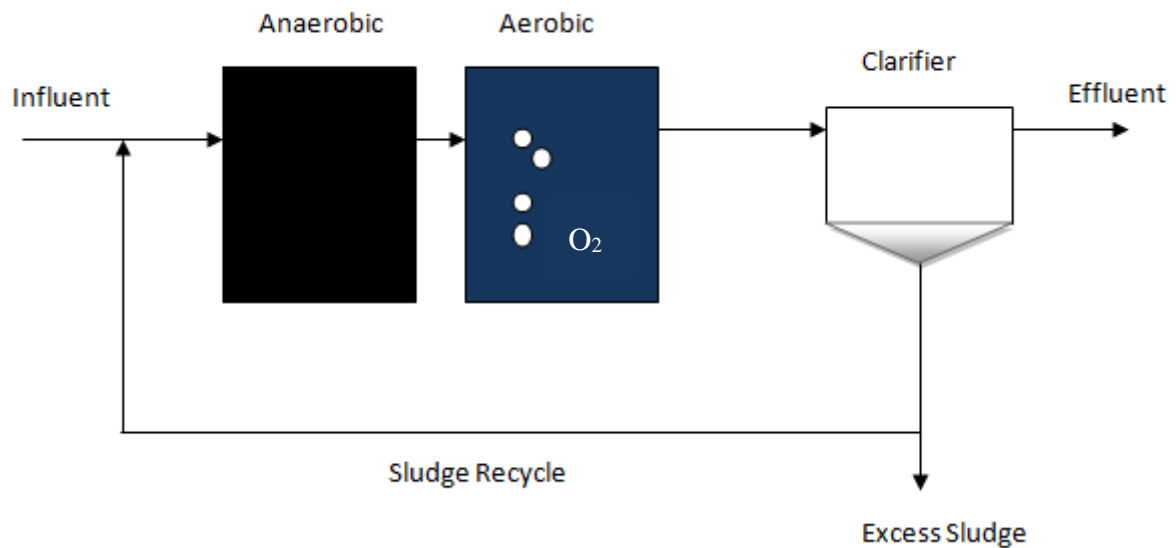 Anaerobic
Aerobic
Clarifier
Influent
Effluent
O₂
Sludge Recycle
Excess Sludge